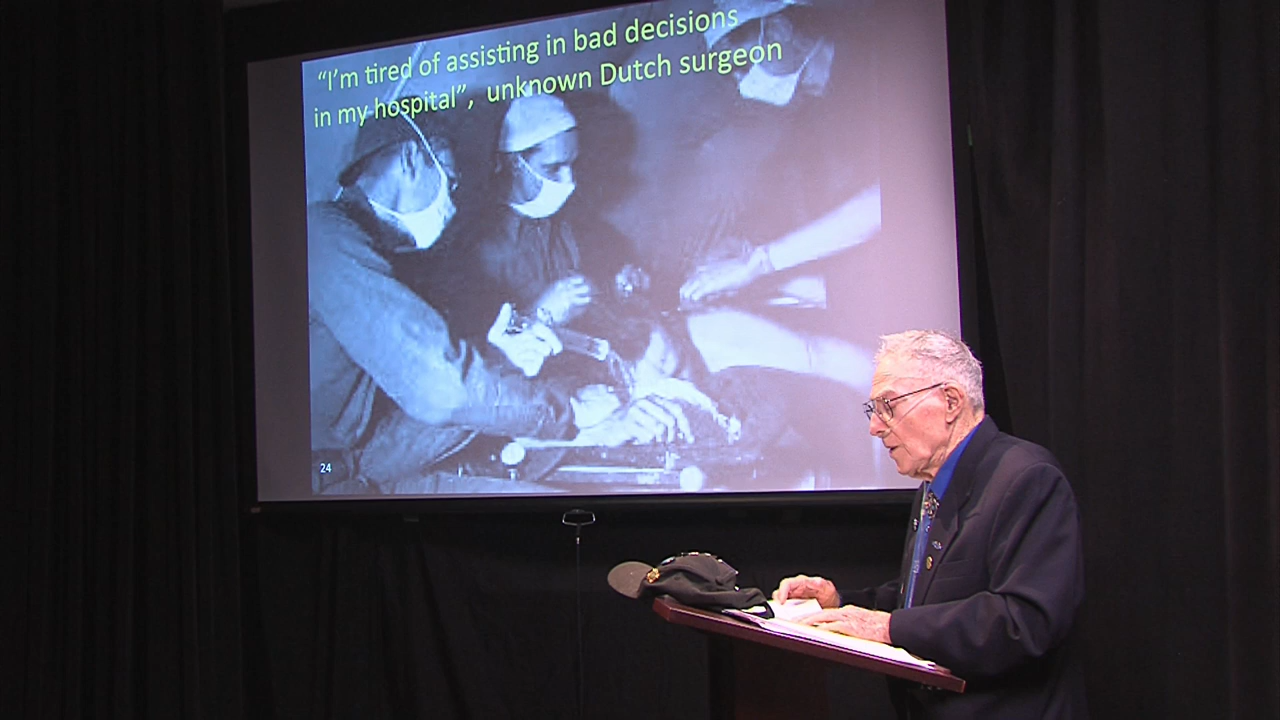 “I’m tired of assisting in bad decisions
in my hospital”, unknown Dutch surgeon
24